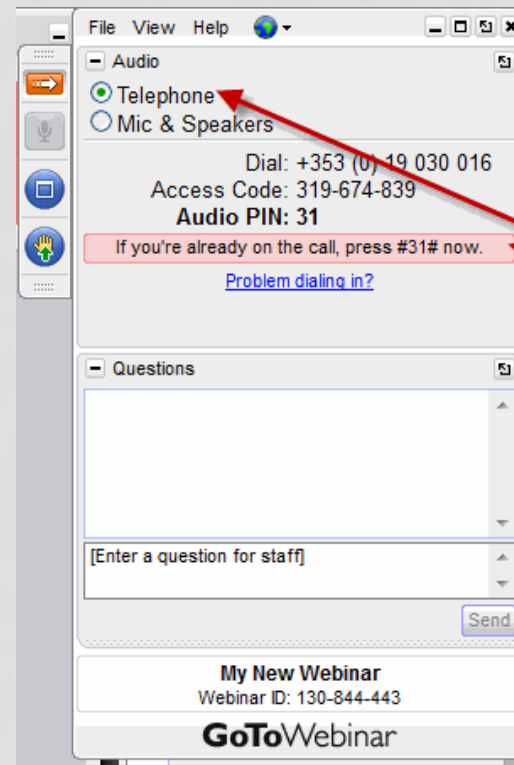 File View Help
Audio
Telephone
Mic & Speakers
Dial: +353 (0) 19 030 016
Access Code: 319-674-839
Audio PIN: 31
If you're already on the call, press #31# now.
Problem dialing in?
Questions
[Enter a question for staff]
Send
My New Webinar
Webinar ID: 130-844-443
GoToWebinar